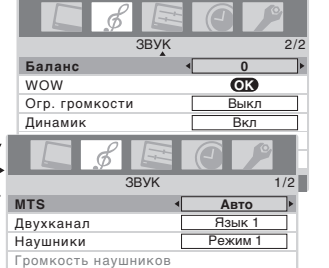 ЗВУК 2/2
Баланс 0
WOW OK
Огр. громкости Выкл
Динамик Вкл
ЗВУК 1/2
MTS Авто
Двухканал Язык 1
Наушники Режим 1
Громкость наушников